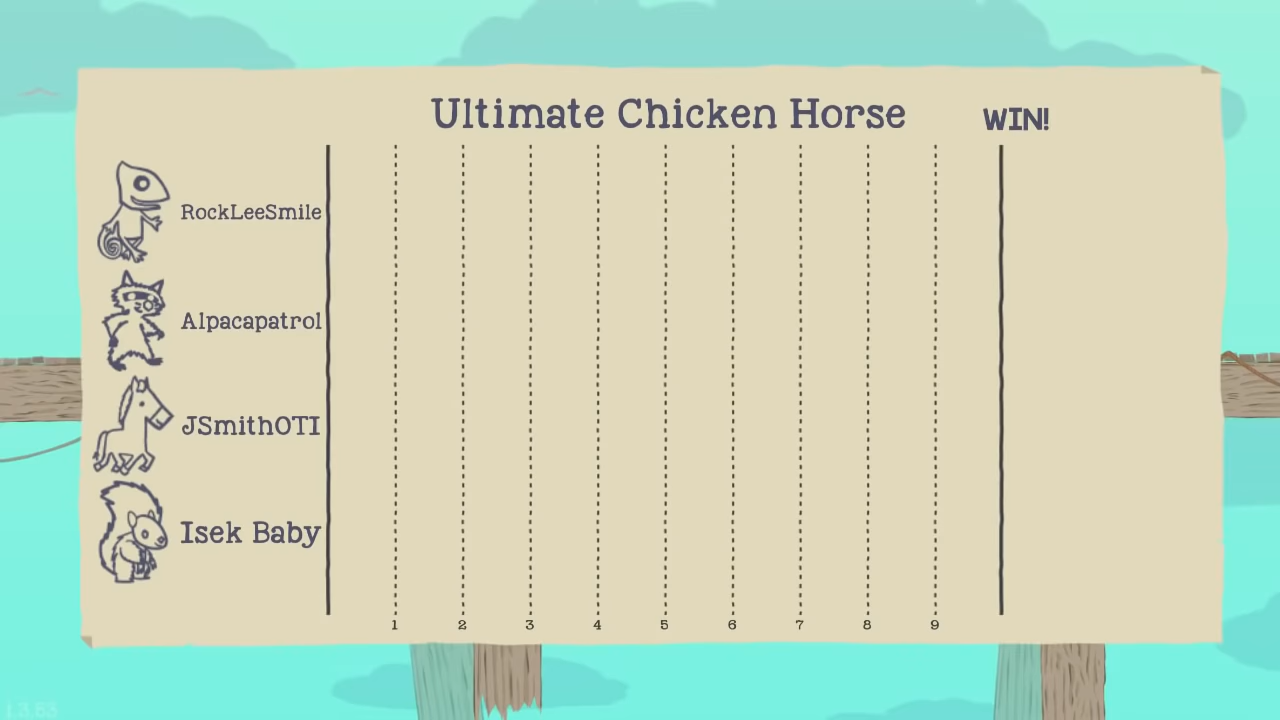 Ultimate Chicken Horse
WIN!
RockLeeSmile
Alpacapatrol
JSmithOTI
Isek Baby
1 2 3 4 5 6 7 8 9